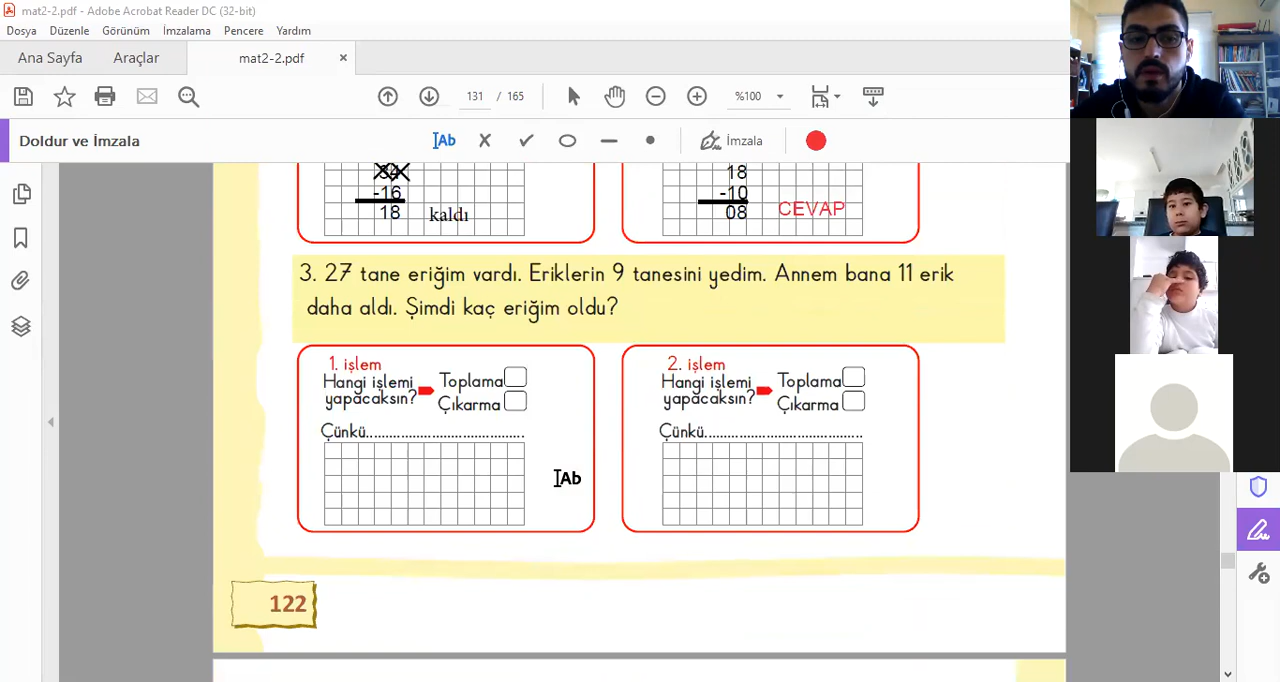 mat2-2.pdf - Adobe Acrobat Reader DC (32-bit)
Dosya Düzenle Görünüm İmzalama Pencere Yardım
Ana Sayfa Araçlar mat2-2.pdf ×
131 / 165 %100
Doldur ve İmzala Ab İmzala
34
-16
18 kaldı
18
-10
08 CEVAP
3. 27 tane eriğim vardı. Eriklerin 9 tanesini yedim. Annem bana 11 erik
daha aldı. Şimdi kaç eriğim oldu?
1. işlem
Hangi işlemi
yapacaksın?
Toplama
Çıkarma
Çünkü.......................................
Ab
2. işlem
Hangi işlemi
yapacaksın?
Toplama
Çıkarma
Çünkü.......................................
122